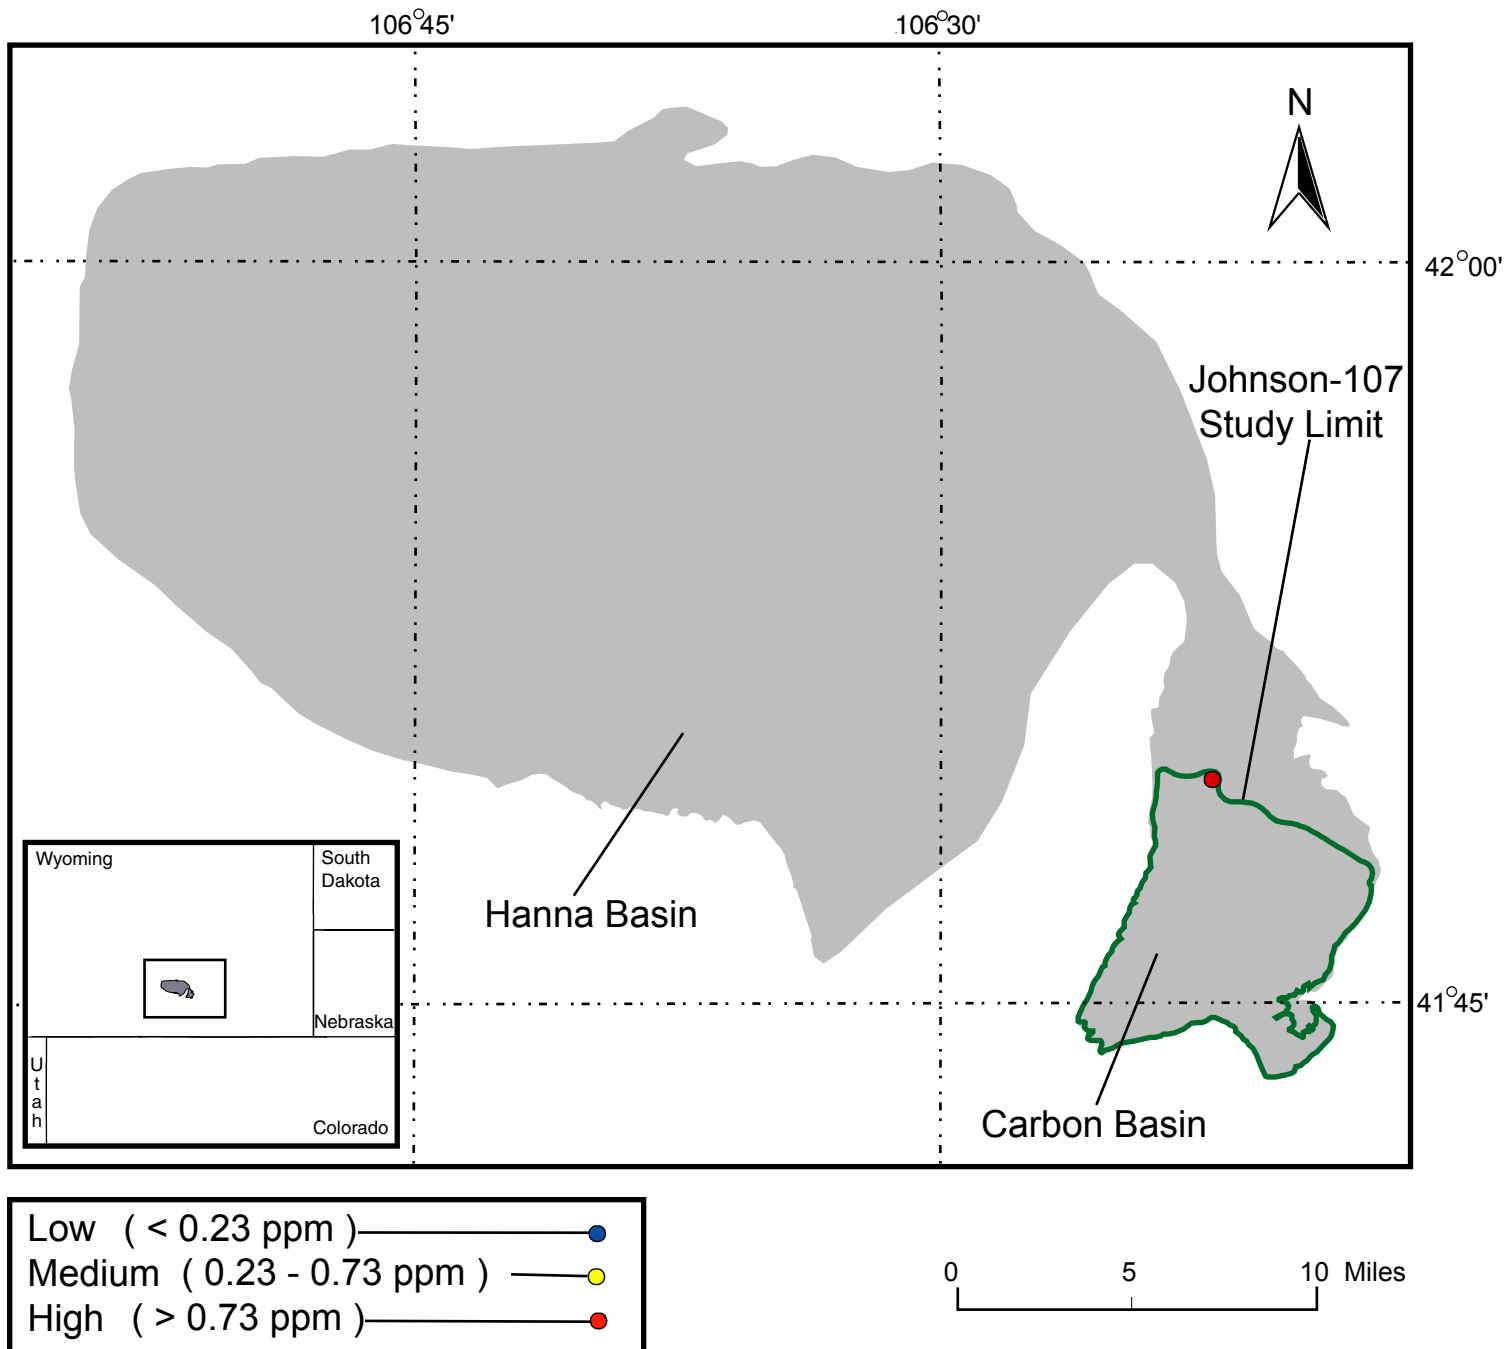 106°45'
106°30'
N
42°00'
Johnson-107
Study Limit
Hanna Basin
Wyoming
South
Dakota
Nebraska
Utah
Colorado
41°45'
Carbon Basin
Low ( < 0.23 ppm )
Medium ( 0.23 - 0.73 ppm )
High ( > 0.73 ppm )
0 5 10 Miles